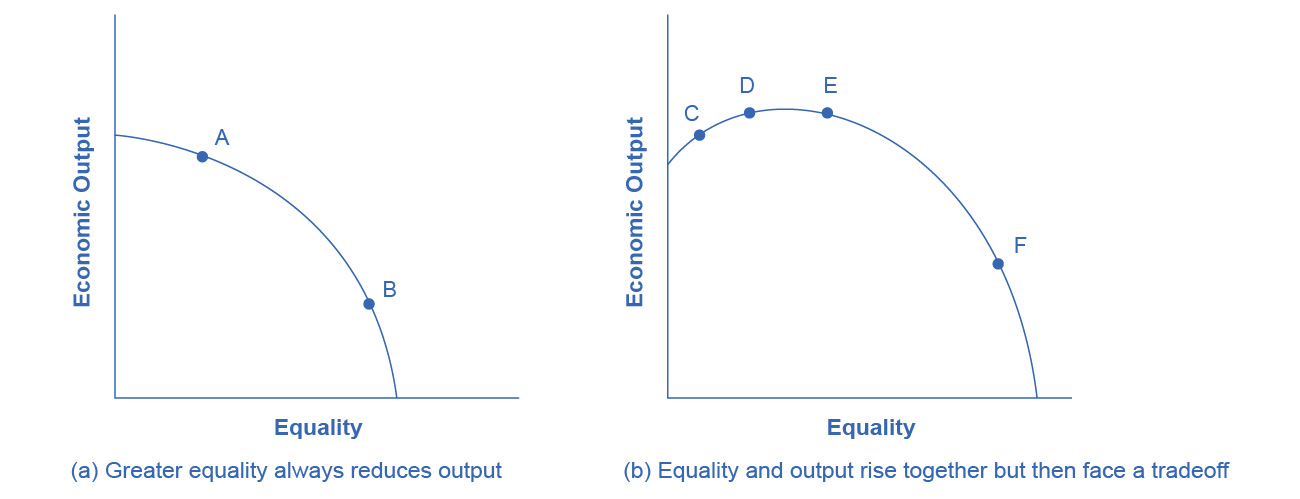 Economic Output
A
B
Equality
(a) Greater equality always reduces output
Economic Output
C
D
E
F
Equality
(b) Equality and output rise together but then face a tradeoff